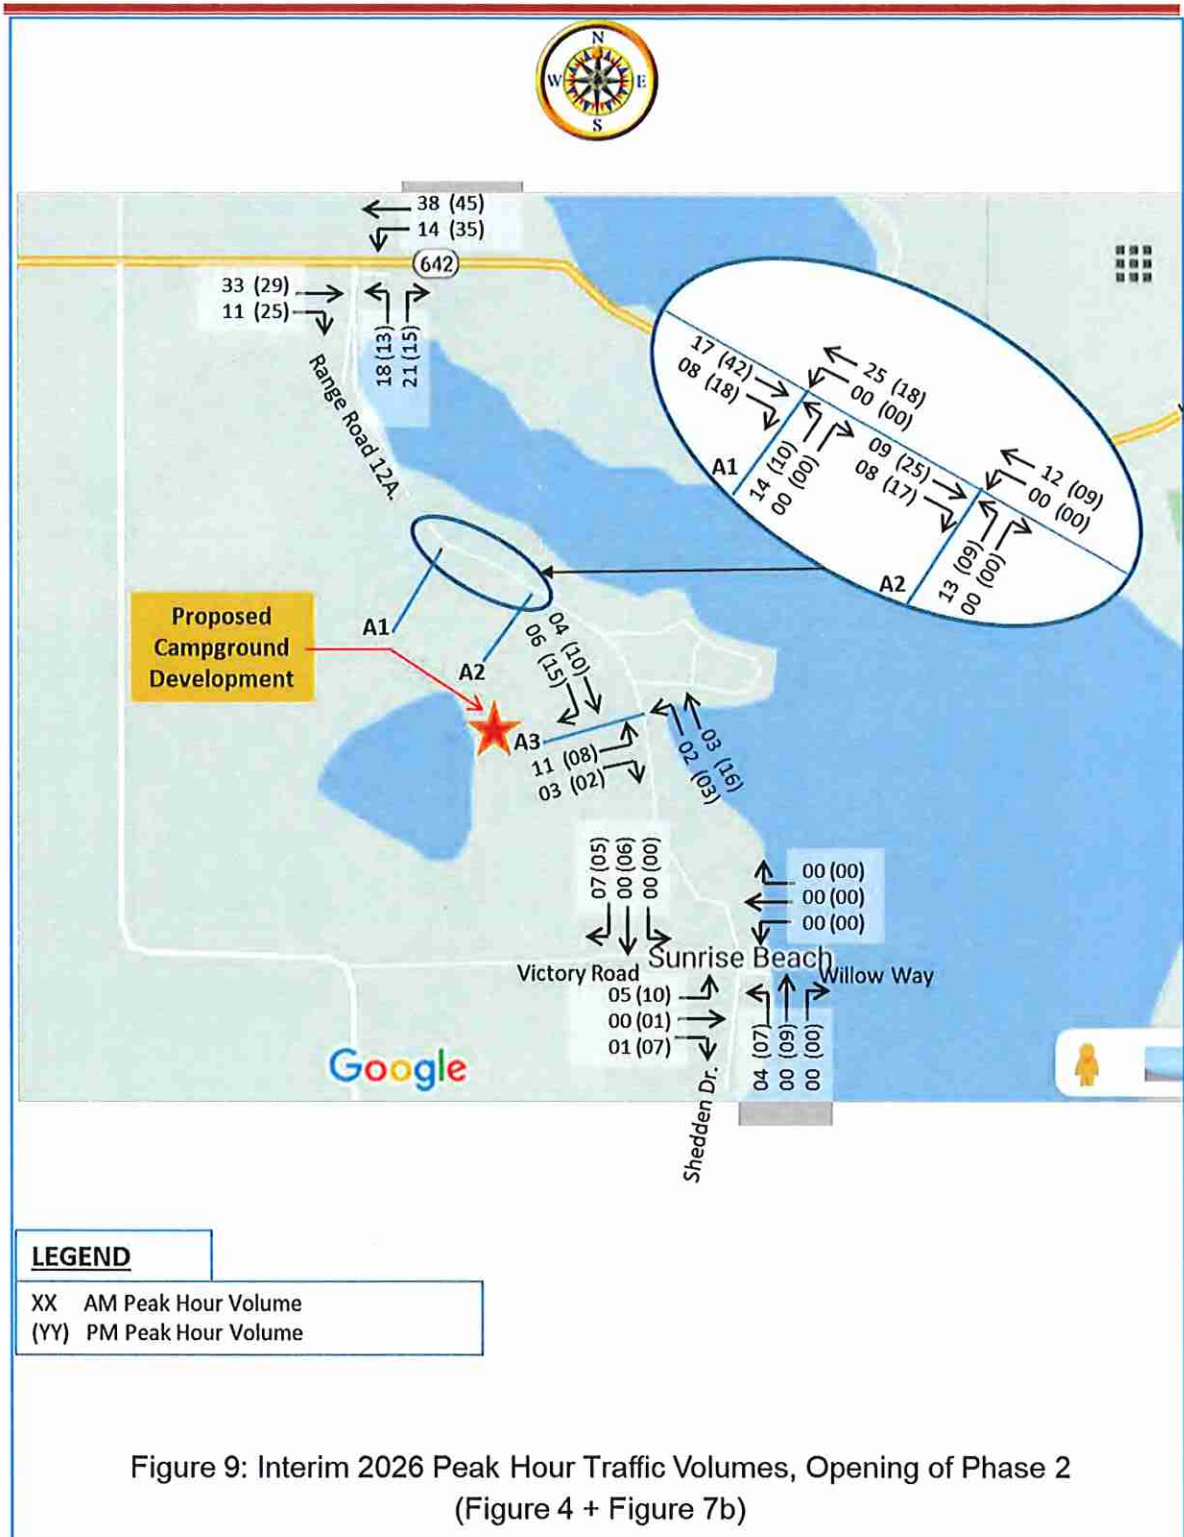 N
W E
S
38 (45)
14 (35)
642
33 (29)
11 (25)
18 (13)
21 (15)
Range Road 12A.
17 (42)
08 (18)
25 (18)
00 (00)
A1
14 (10)
00 (00)
09 (25)
08 (17)
12 (09)
00 (00)
A2
13 (09)
00 (00)
Proposed
Campground
Development
A1
A2
04 (10)
06 (15)
A3
11 (08)
03 (02)
03 (16)
02 (03)
07 (05)
00 (06)
00 (00)
00 (00)
00 (00)
00 (00)
Sunrise Beach
Victory Road
Willow Way
05 (10)
00 (01)
01 (07)
04 (07)
00 (09)
00 (00)
Shedden Dr.
Google
LEGEND
XX AM Peak Hour Volume
(YY) PM Peak Hour Volume
Figure 9: Interim 2026 Peak Hour Traffic Volumes, Opening of Phase 2
(Figure 4 + Figure 7b)